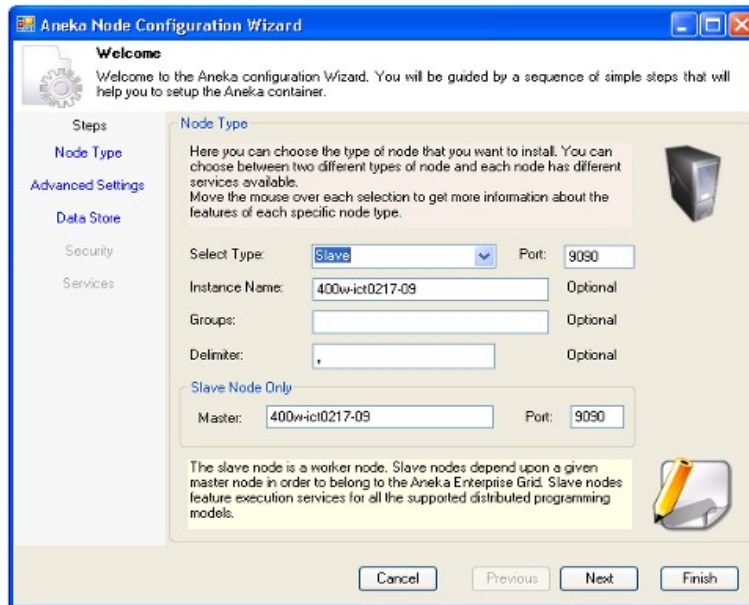 Aneka Node Configuration Wizard
Welcome
Welcome to the Aneka configuration Wizard. You will be guided by a sequence of simple steps that will
help you to setup the Aneka container.
Steps
Node Type
Advanced Settings
Data Store
Security
Services
Node Type
Here you can choose the type of node that you want to install. You can
choose between two different types of node and each node has different
services available.
Move the mouse over each selection to get more information about the
features of each specific node type.
Select Type: Slave Port: 9090
Instance Name: 400w-ict0217-09 Optional
Groups: Optional
Delimiter: , Optional
Slave Node Only
Master: 400w-ict0217-09 Port: 9090
The slave node is a worker node. Slave nodes depend upon a given
master node in order to belong to the Aneka Enterprise Grid. Slave nodes
feature execution services for all the supported distributed programming
models.
Cancel Previous Next Finish